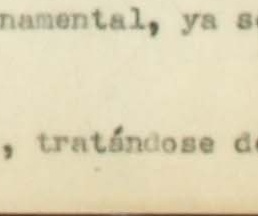 namental, ya s
, tratándose d